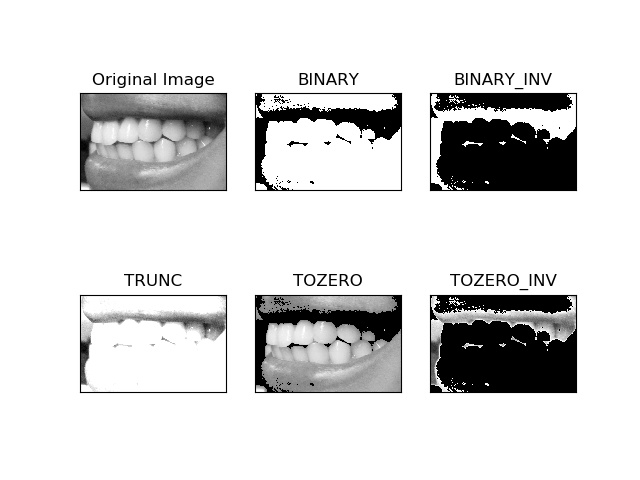 Original Image
BINARY
BINARY_INV
TRUNC
TOZERO
TOZERO_INV